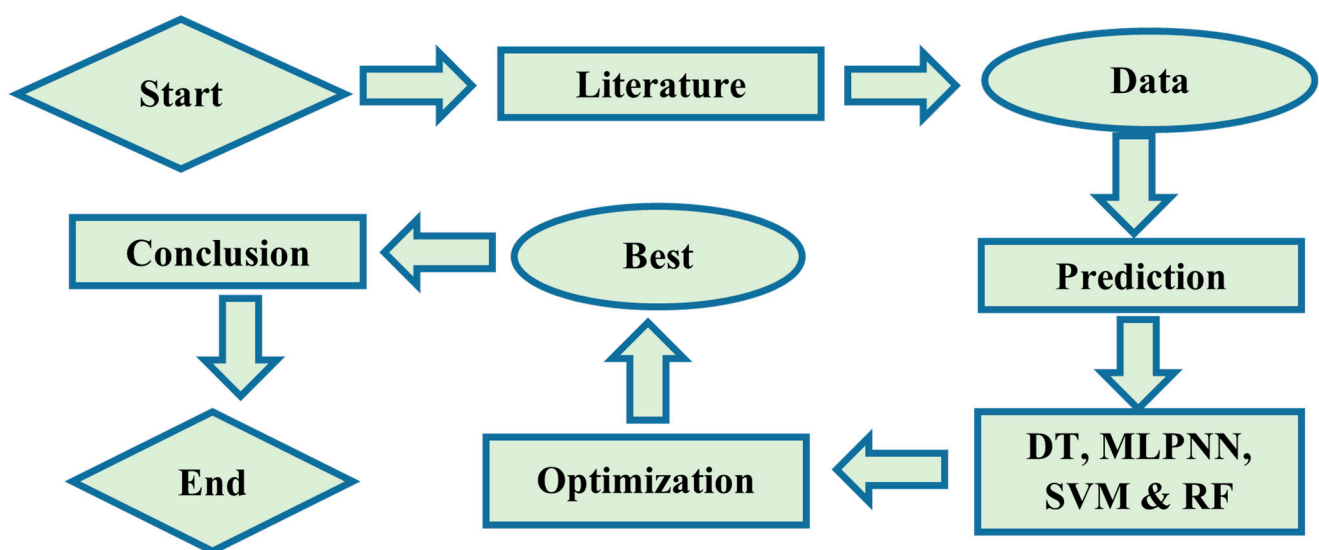 Start
Literature
Data
Prediction
DT, MLPNN,
SVM & RF
Optimization
Best
Conclusion
End